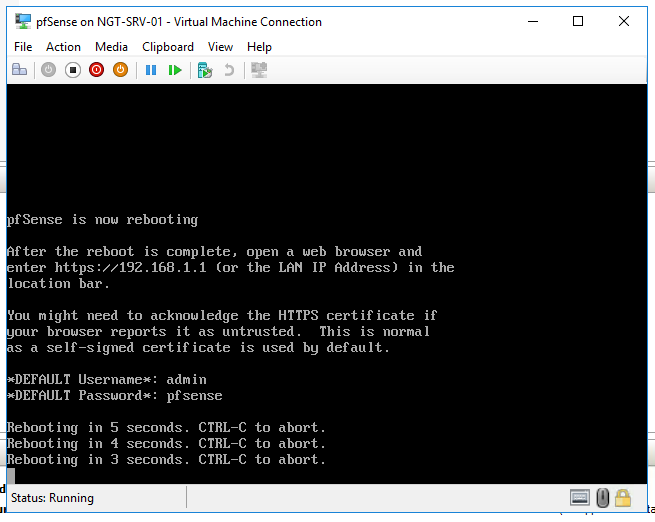 pfSense on NGT-SRV-01 - Virtual Machine Connection
File Action Media Clipboard View Help
pfSense is now rebooting
After the reboot is complete, open a web browser and
enter https://192.168.1.1 (or the LAN IP Address) in the
location bar.
You might need to acknowledge the HTTPS certificate if
your browser reports it as untrusted.  This is normal
as a self-signed certificate is used by default.
*DEFAULT Username*: admin
*DEFAULT Password*: pfsense
Rebooting in 5 seconds. CTRL-C to abort.
Rebooting in 4 seconds. CTRL-C to abort.
Rebooting in 3 seconds. CTRL-C to abort.
Status: Running